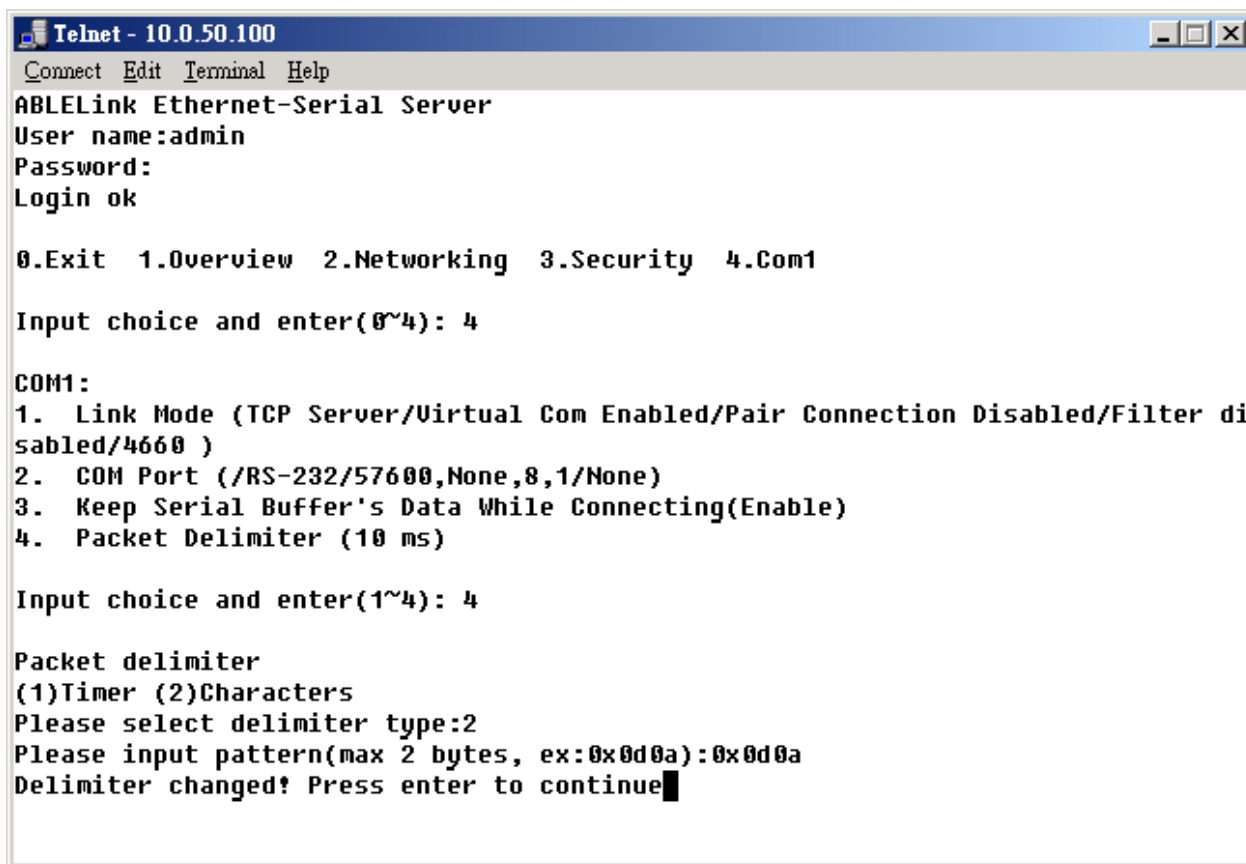 Telnet - 10.0.50.100
Connect Edit Terminal Help
ABLELink Ethernet-Serial Server
User name:admin
Password:
Login ok
0.Exit  1.Overview  2.Networking  3.Security  4.Com1
Input choice and enter(0~4): 4
COM1:
1.  Link Mode (TCP Server/Virtual Com Enabled/Pair Connection Disabled/Filter di
sabled/4660 )
2.  COM Port (/RS-232/57600,None,8,1/None)
3.  Keep Serial Buffer's Data While Connecting(Enable)
4.  Packet Delimiter (10 ms)
Input choice and enter(1~4): 4
Packet delimiter
(1)Timer (2)Characters
Please select delimiter type:2
Please input pattern(max 2 bytes, ex:0x0d0a):0x0d0a
Delimiter changed! Press enter to continue